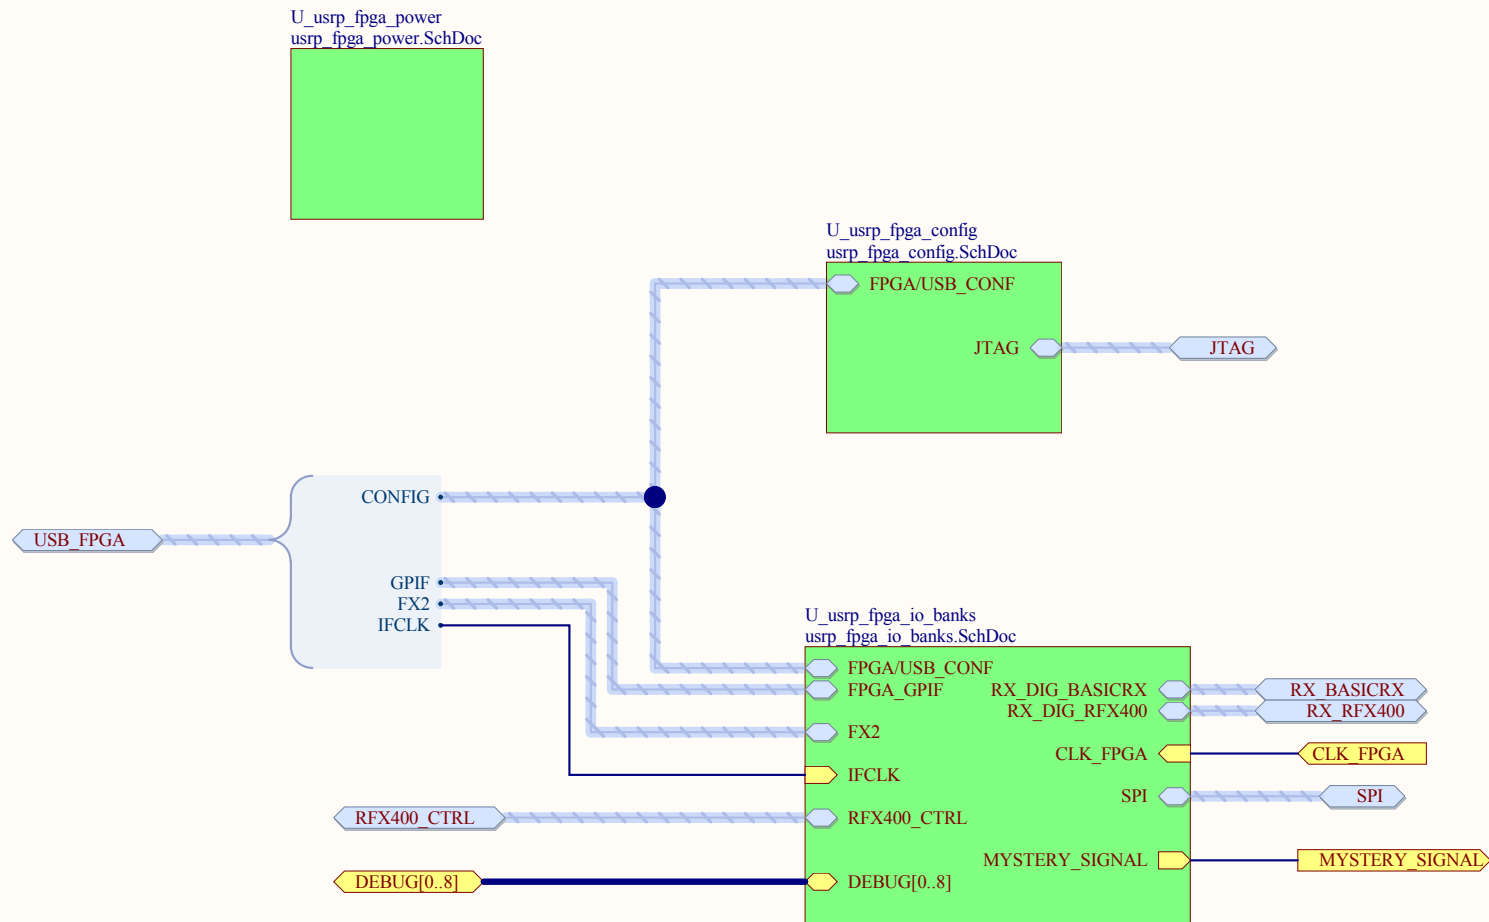 U_usrp_fpga_power
usrp_fpga_power.SchDoc
U_usrp_fpga_config
usrp_fpga_config.SchDoc
FPGA/USB_CONF
JTAG
JTAG
CONFIG
USB_FPGA
GPIF
FX2
IFCLK
U_usrp_fpga_io_banks
usrp_fpga_io_banks.SchDoc
FPGA/USB_CONF
FPGA_GPIF
RX_DIG_BASICRX
RX_BASICRX
RX_DIG_RFX400
RX_RFX400
FX2
CLK_FPGA
CLK_FPGA
IFCLK
SPI
SPI
RFX400_CTRL
RFX400_CTRL
MYSTERY_SIGNAL
MYSTERY_SIGNAL
DEBUG[0..8]
DEBUG[0..8]